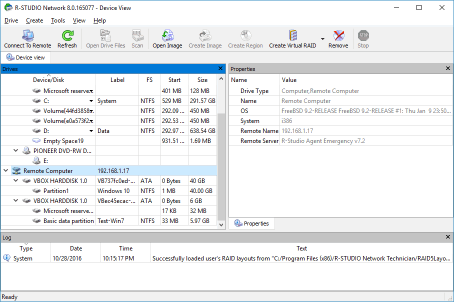 R-STUDIO Network 8.0.165077 - Device View
Drive Create Tools View Help
Connect To Remote Refresh Open Drive Files Scan Open Image Create Image Create Region Create Virtual RAID Remove Stop
Device view
Drives
Device/Disk Label FS Start Size
Microsoft reserve... 401 MB 128 MB
C: System NTFS 529 MB 291.57 GB
Volume(44fd3858... NTFS 292.09 ... 450 MB
Volume(e0a573f2... NTFS 292.53 ... 450 MB
D: Data NTFS 292.97 ... 638.54 GB
Empty Space19 931.51 ... 1.69 MB
PIONEER DVD-RW D...
E:
Remote Computer 192.168.1.17
VBOX HARDDISK 1.0 VB737fc0ed-... ATA 0 Bytes 40 GB
Partition1 Windows 10 NTFS 1 MB 40.00 GB
VBOX HARDDISK 1.0 VBec45ecac-... ATA 0 Bytes 6 GB
Microsoft reserve... 17 KB 32 MB
Basic data partition Test-Win7 NTFS 33 MB 5.97 GB
Properties
Name Value
Drive Type Computer,Remote Computer
Name Remote Computer
OS FreeBSD 9.2-RELEASE FreeBSD 9.2-RELEASE #1: Thu Jan 9 23:50...
System i386
Remote Name 192.168.1.17
Remote Server R-Studio Agent Emergency v7.2
Properties
Log
Type Date Time Text
System 10/28/2016 10:15:17 PM Successfully loaded user's RAID layouts from "C:/Program Files (x86)/R-STUDIO Network Technician/RAID5Layo...
Ready